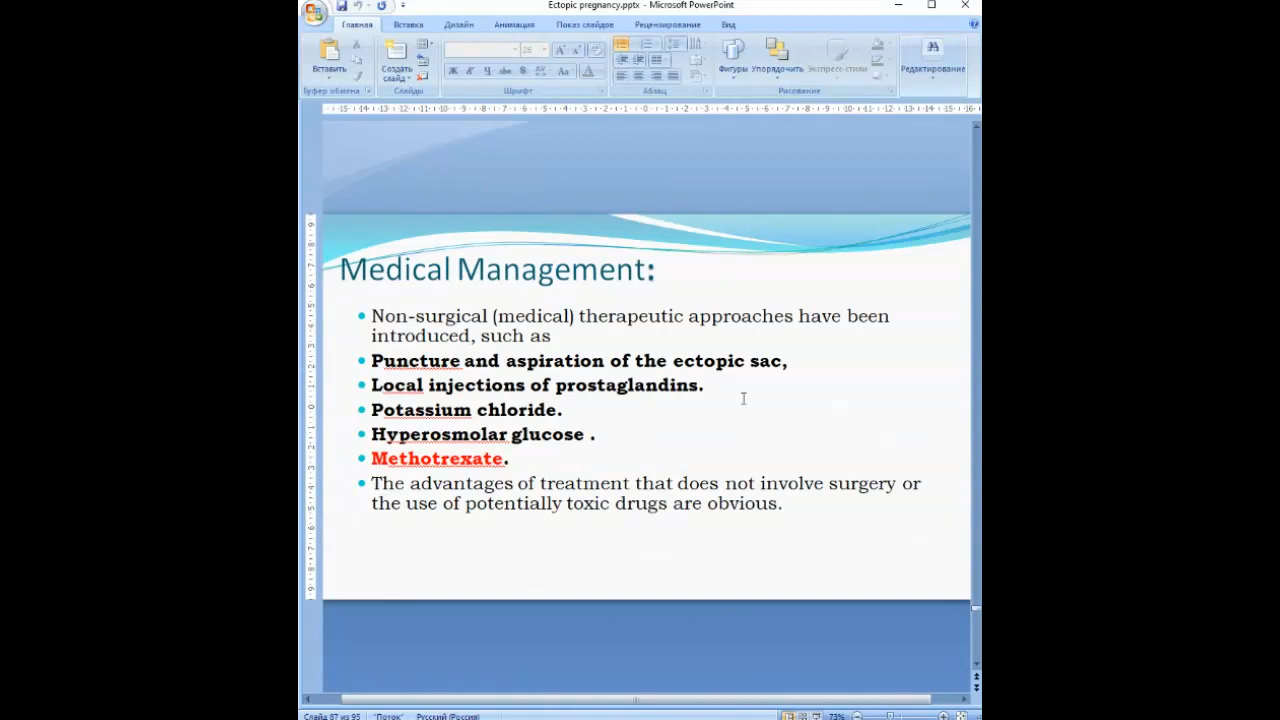 Ectopic pregnancy.pptx - Microsoft PowerPoint
Главная Вставка Дизайн Анимация Показ слайдов Рецензирование Вид
26
Вставить Создать слайд Фигуры Упорядочить Экспресс-стили Редактирование
Буфер обмена Слайды Шрифт Абзац Рисование
Medical Management:
Non-surgical (medical) therapeutic approaches have been
introduced, such as
Puncture and aspiration of the ectopic sac,
Local injections of prostaglandins.
Potassium chloride.
Hyperosmolar glucose .
Methotrexate.
The advantages of treatment that does not involve surgery or
the use of potentially toxic drugs are obvious.
Слайд 87 из 95 "Поток" Русский (Россия) 73%